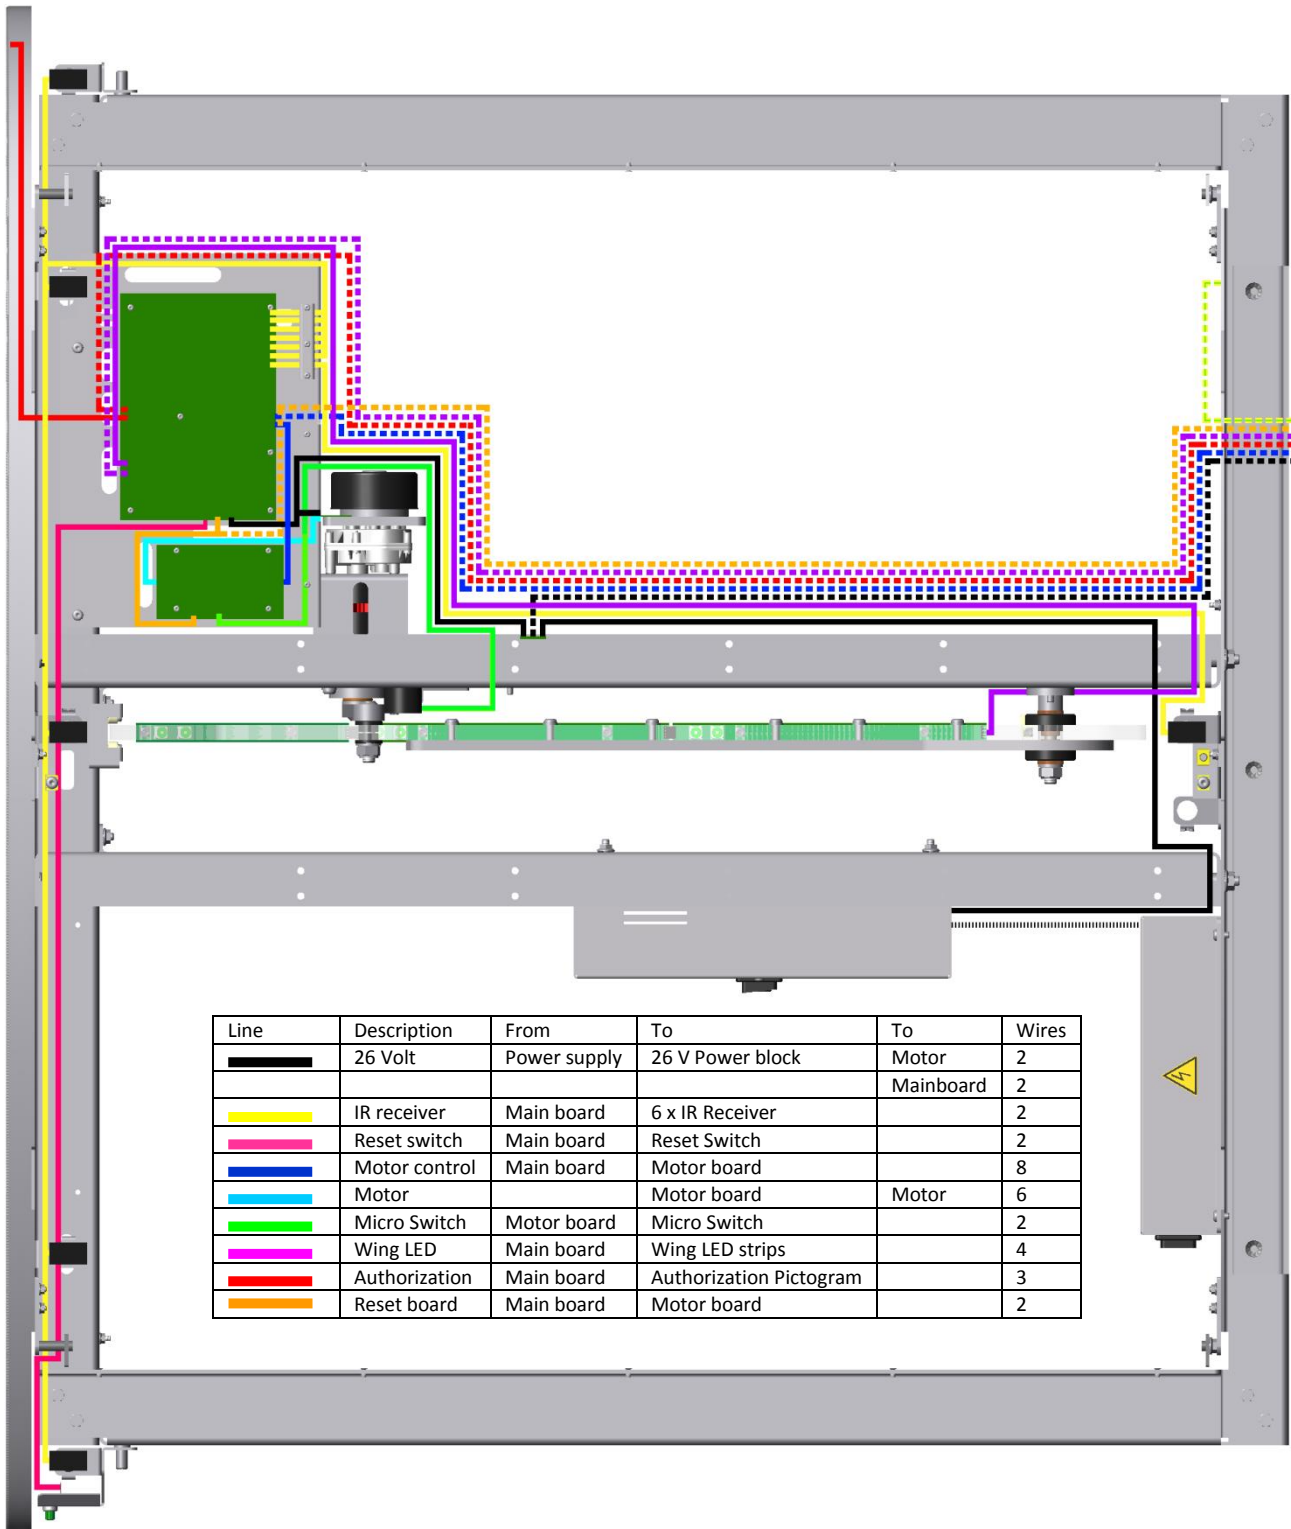 Line Description From To To Wires
26 Volt Power supply 26 V Power block Motor 2
Mainboard 2
IR receiver Main board 6 x IR Receiver 2
Reset switch Main board Reset Switch 2
Motor control Main board Motor board 8
Motor Motor board Motor 6
Micro Switch Motor board Micro Switch 2
Wing LED Main board Wing LED strips 4
Authorization Main board Authorization Pictogram 3
Reset board Main board Motor board 2